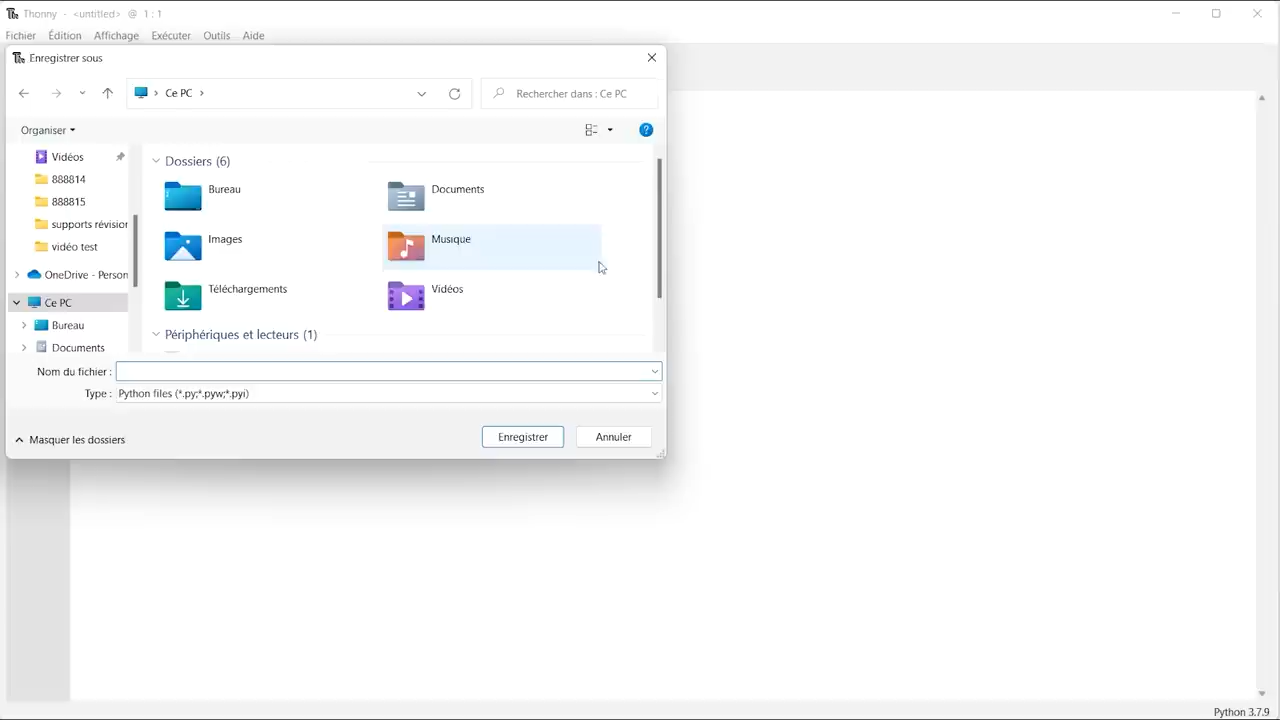 Thonny - <untitled> @ 1 : 1
Fichier Édition Affichage Exécuter Outils Aide
Enregistrer sous
Ce PC
Rechercher dans : Ce PC
Organiser
Vidéos
888814
888815
supports révision
vidéo test
OneDrive - Person
Ce PC
Bureau
Documents
Dossiers (6)
Bureau
Documents
Images
Musique
Téléchargements
Vidéos
Périphériques et lecteurs (1)
Nom du fichier :
Type : Python files (*.py;*.pyw;*.pyi)
Masquer les dossiers
Enregistrer
Annuler
Python 3.7.9